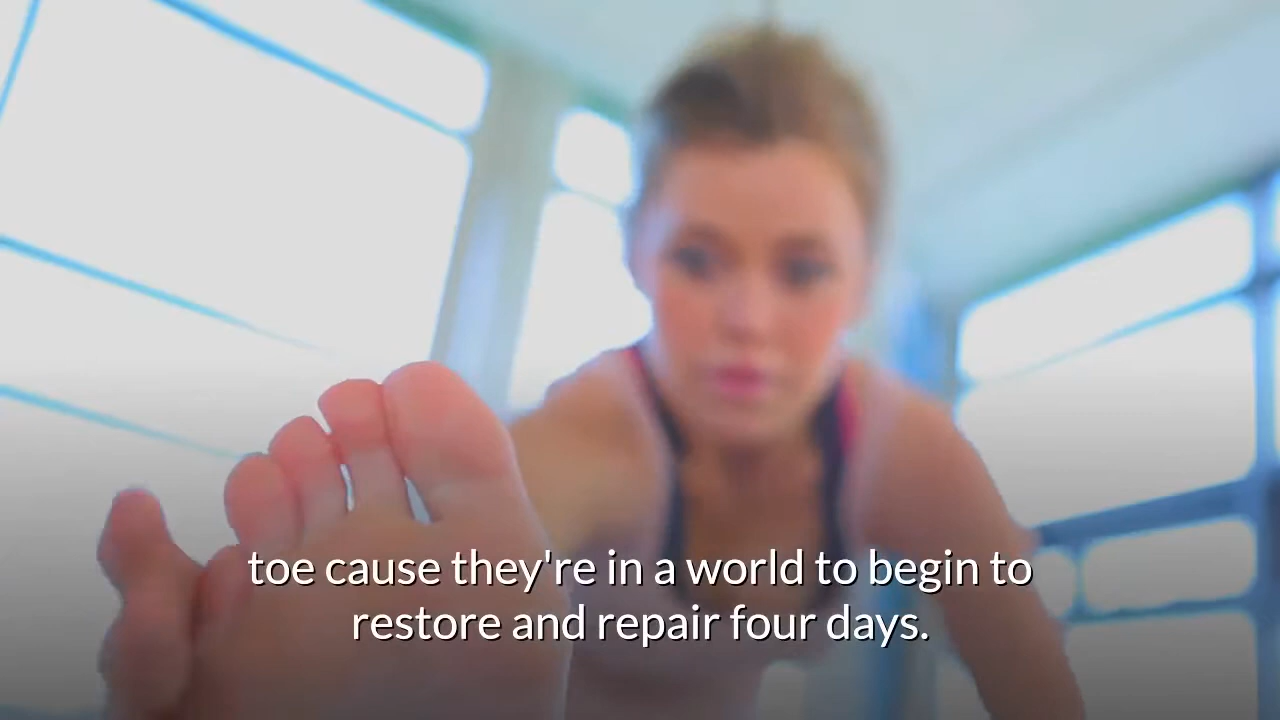 toe cause they're in a world to begin to
restore and repair four days.